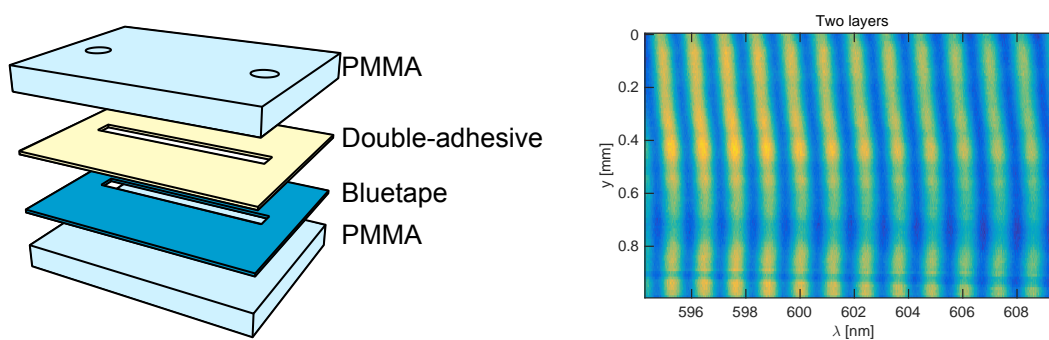 PMMA
Double-adhesive
Bluetape
PMMA
Two layers
0
0.2
0.4
0.6
0.8
y [mm]
596 598 600 602 604 606 608
λ [nm]